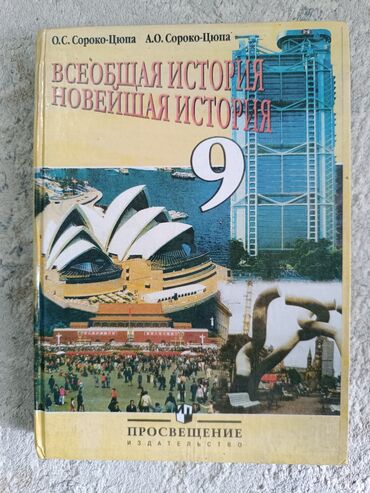 О.С. Сороко-Цюпа А.О. Сороко-Цюпа
ВСЕОБЩАЯ ИСТОРИЯ
НОВЕЙШАЯ ИСТОРИЯ
9
ПРОСВЕЩЕНИЕ
ИЗДАТЕЛЬСТВО